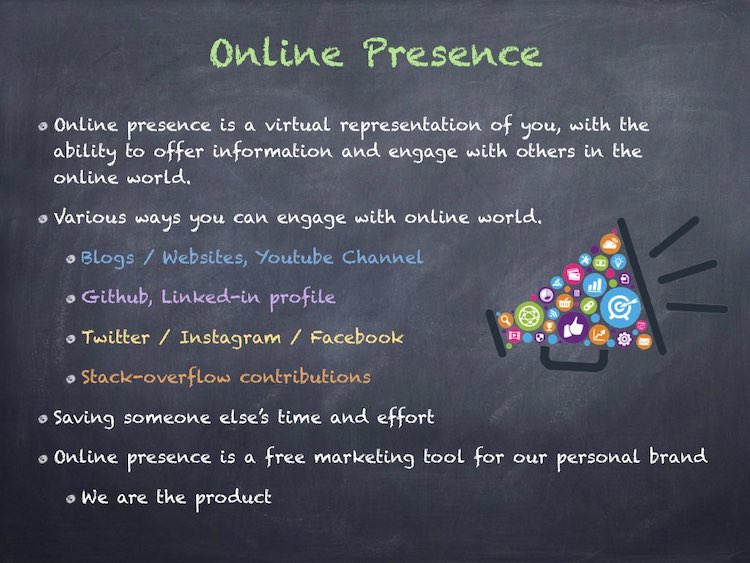 Online Presence
Online presence is a virtual representation of you, with the
ability to offer information and engage with others in the
online world.
Various ways you can engage with online world.
Blogs / Websites, Youtube Channel
Github, Linked-in profile
Twitter / Instagram / Facebook
Stack-overflow contributions
Saving someone else's time and effort
Online presence is a free marketing tool for our personal brand
We are the product